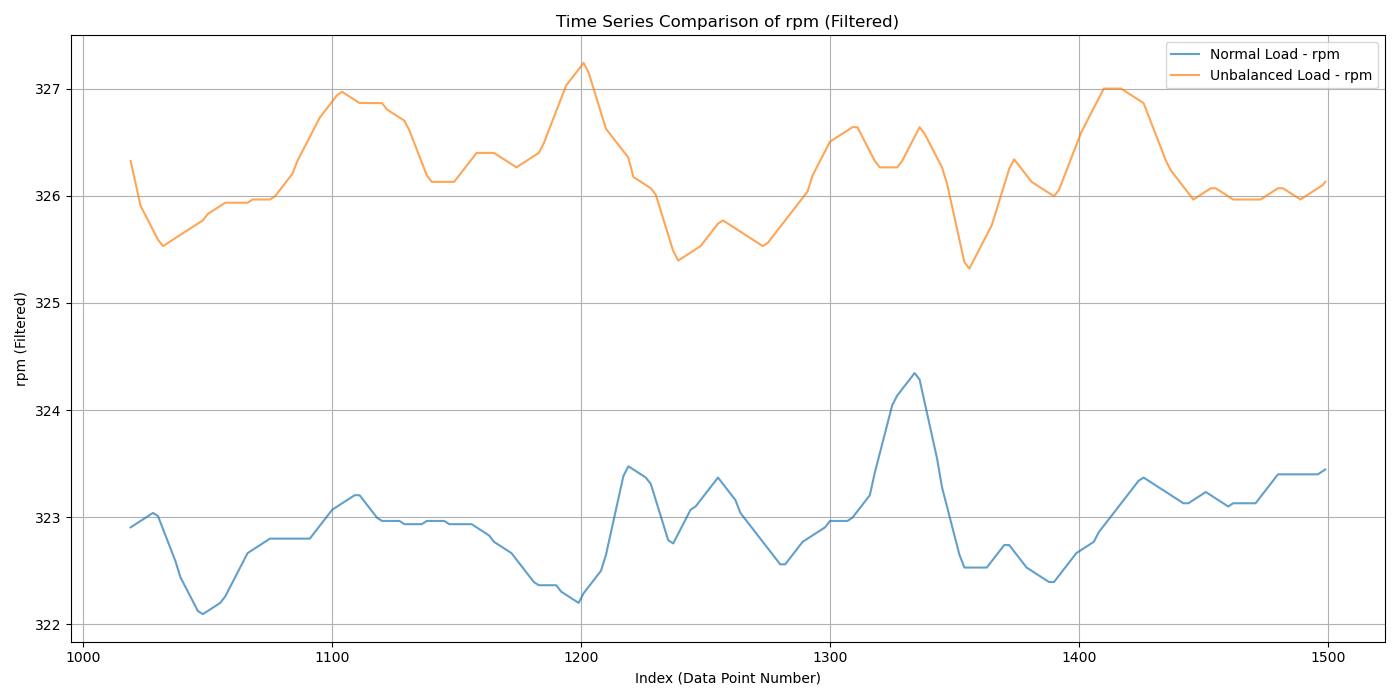 Time Series Comparison of rpm (Filtered)
Normal Load - rpm
Unbalanced Load - rpm
rpm (Filtered)
327
326
325
324
323
322
1000
1100
1200
1300
1400
1500
Index (Data Point Number)